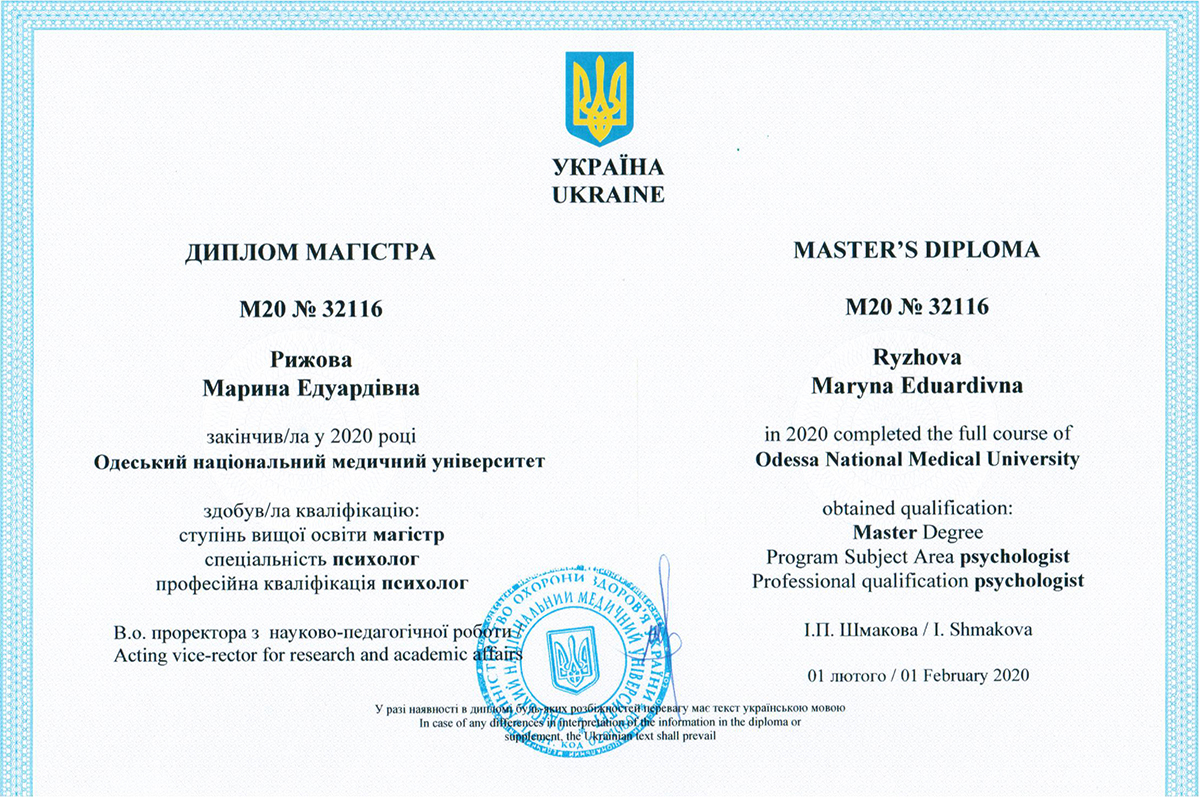 УКРАЇНА
UKRAINE
ДИПЛОМ МАГІСТРА
М20 № 32116
Рижова
Марина Едуардівна
закінчив/ла у 2020 році
Одеський національний медичний університет
здобув/ла кваліфікацію:
ступінь вищої освіти магістр
спеціальність психолог
професійна кваліфікація психолог
В.о. проректора з науково-педагогічної роботи /
Acting vice-rector for research and academic affairs
MASTER’S DIPLOMA
M20 № 32116
Ryzhova
Maryna Eduardivna
in 2020 completed the full course of
Odessa National Medical University
obtained qualification:
Master Degree
Program Subject Area psychologist
Professional qualification psychologist
І.П. Шмакова / I. Shmakova
01 лютого / 01 February 2020
У разі наявності в дипломі будь-яких розбіжностей перевагу має текст українською мовою
In case of any differences in interpretation of the information in the diploma or
supplement, the Ukrainian text shall prevail
МІНІСТЕРСТВО ОХОРОНИ ЗДОРОВ'Я УКРАЇНИ
ОДЕСЬКИЙ НАЦІОНАЛЬНИЙ МЕДИЧНИЙ УНІВЕРСИТЕТ